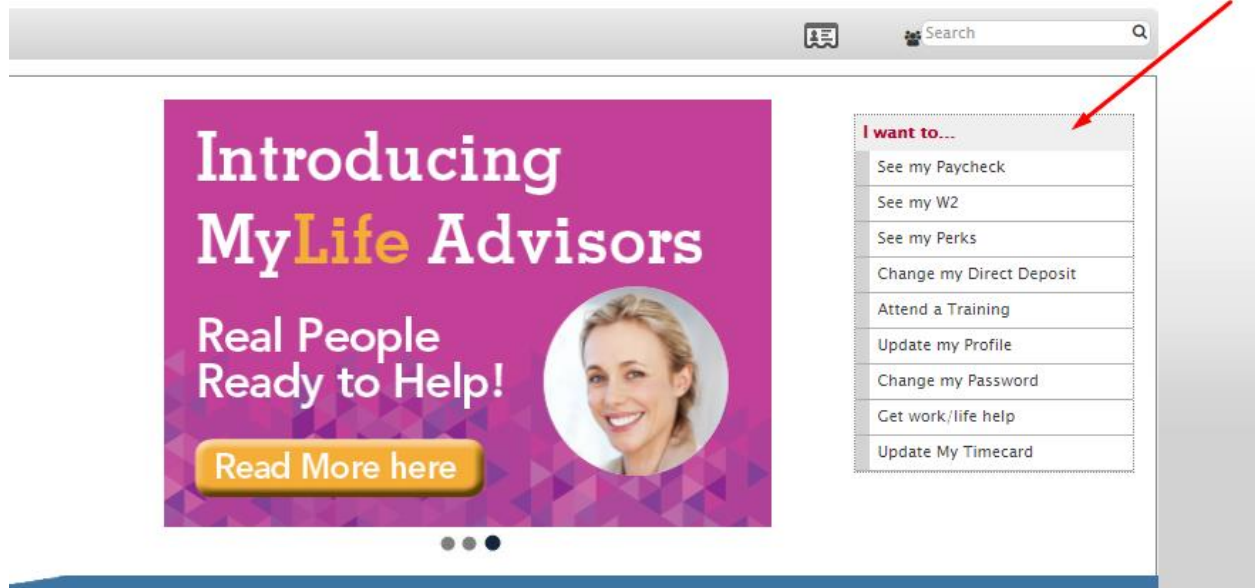 Search
Introducing
MyLife Advisors
Real People
Ready to Help!
Read More here
I want to...
See my Paycheck
See my W2
See my Perks
Change my Direct Deposit
Attend a Training
Update my Profile
Change my Password
Get work/life help
Update My Timecard